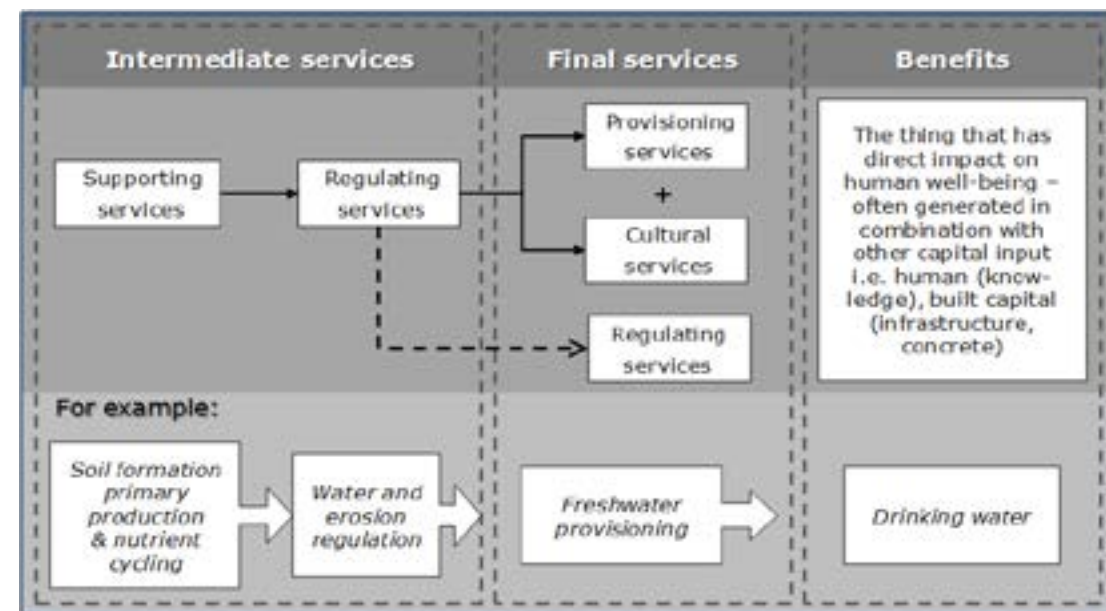 Intermediate services
Final services
Benefits
Supporting
services
Regulating
services
Provisioning
services
+
Cultural
services
Regulating
services
The thing that has
direct impact on
human well-being –
often generated in
combination with
other capital input
i.e. human (know-
ledge), built capital
(infrastructure,
concrete)
For example:
Soil formation
primary
production
& nutrient
cycling
Water and
erosion
regulation
Freshwater
provisioning
Drinking water